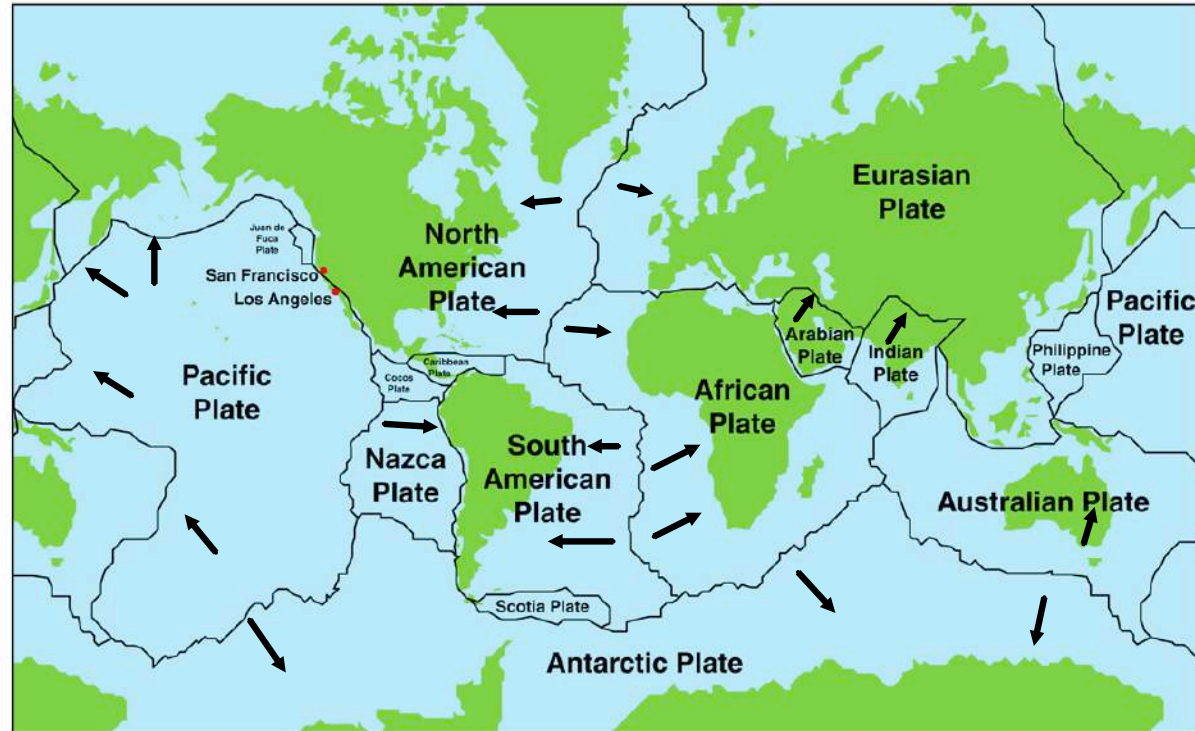 Eurasian
Plate
North
American
Plate
Juan de
Fuca
Plate
San Francisco
Los Angeles
Pacific
Plate
Caribbean
Plate
Cocos
Plate
Nazca
Plate
South
American
Plate
African
Plate
Arabian
Plate
Indian
Plate
Philippine
Plate
Pacific
Plate
Australian Plate
Scotia Plate
Antarctic Plate